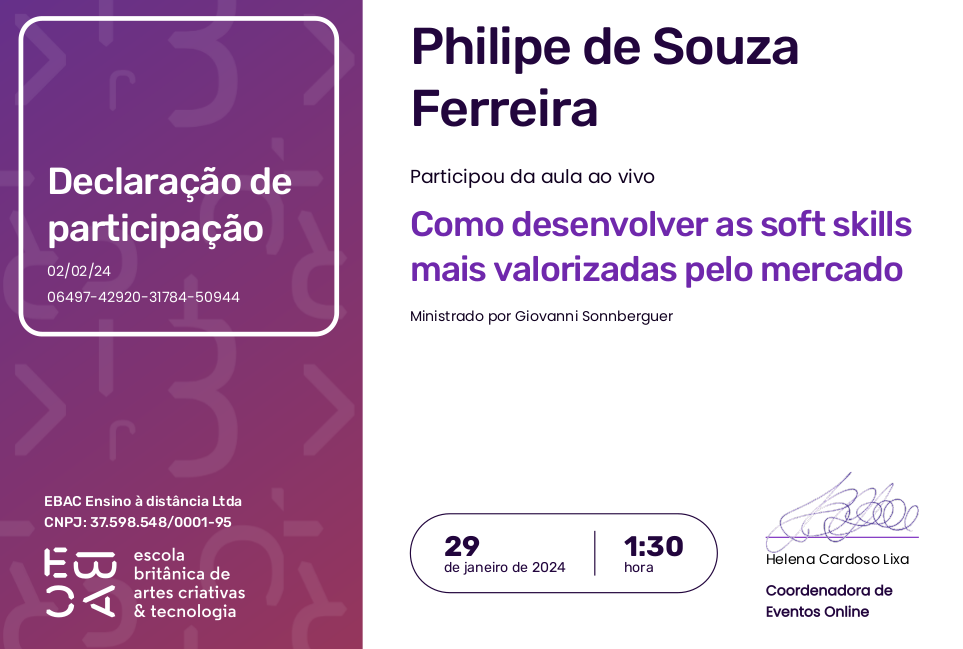 Declaração de
participação
02/02/24
06497-42920-31784-50944
EBAC Ensino à distância Ltda
CNPJ: 37.598.548/0001-95
EBAC
escola
britânica de
artes criativas
& tecnologia
Philipe de Souza
Ferreira
Participou da aula ao vivo
Como desenvolver as soft skills
mais valorizadas pelo mercado
Ministrado por Giovanni Sonnberguer
29
de janeiro de 2024
1:30
hora
Helena Cardoso Lixa
Coordenadora de
Eventos Online